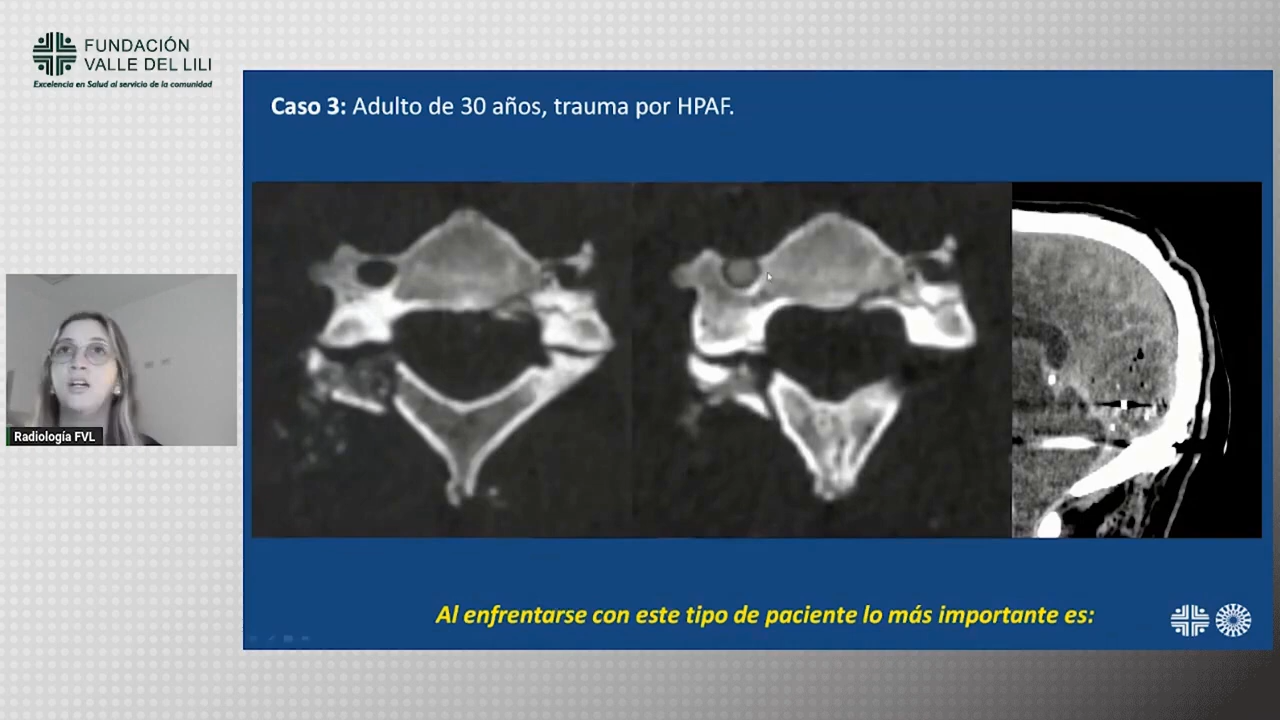 FUNDACIÓN
VALLE DEL LILI
Excelencia en Salud al servicio de la comunidad
Caso 3: Adulto de 30 años, trauma por HPAF.
Radiología FVL
Al enfrentarse con este tipo de paciente lo más importante es: